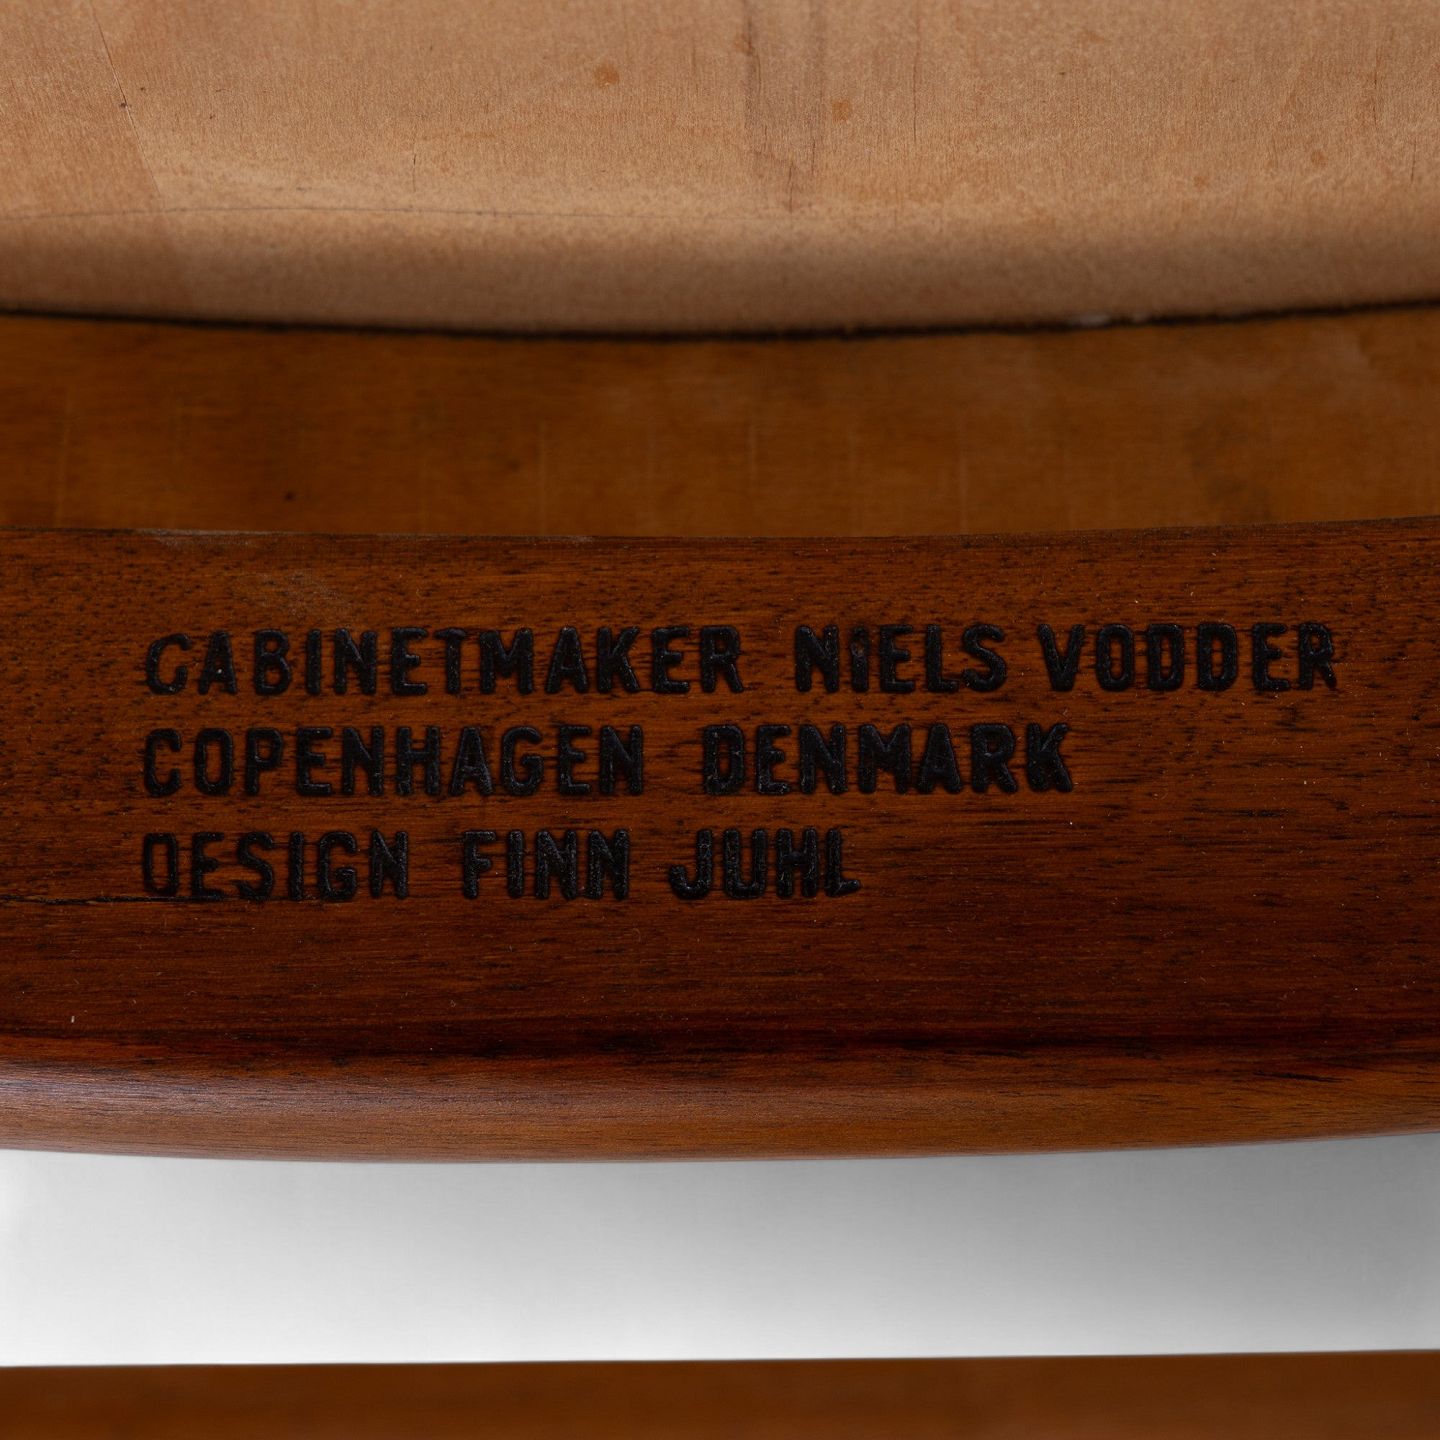 CABINETMAKER NIELS VODDER
COPENHAGEN DENMARK
DESIGN FINN JUHL